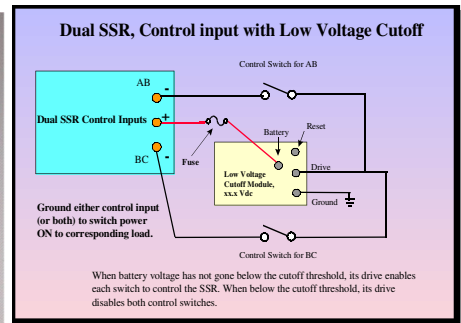 Dual SSR, Control input with Low Voltage Cutoff
Control Switch for AB
AB
-
Dual SSR Control Inputs
+
BC
-
Fuse
Battery
Reset
Low Voltage
Cutoff Module,
xx.x Vdc
Drive
Ground
Ground either control input
(or both) to switch power
ON to corresponding load.
Control Switch for BC
When battery voltage has not gone below the cutoff threshold, its drive enables
each switch to control the SSR. When below the cutoff threshold, its drive
disables both control switches.